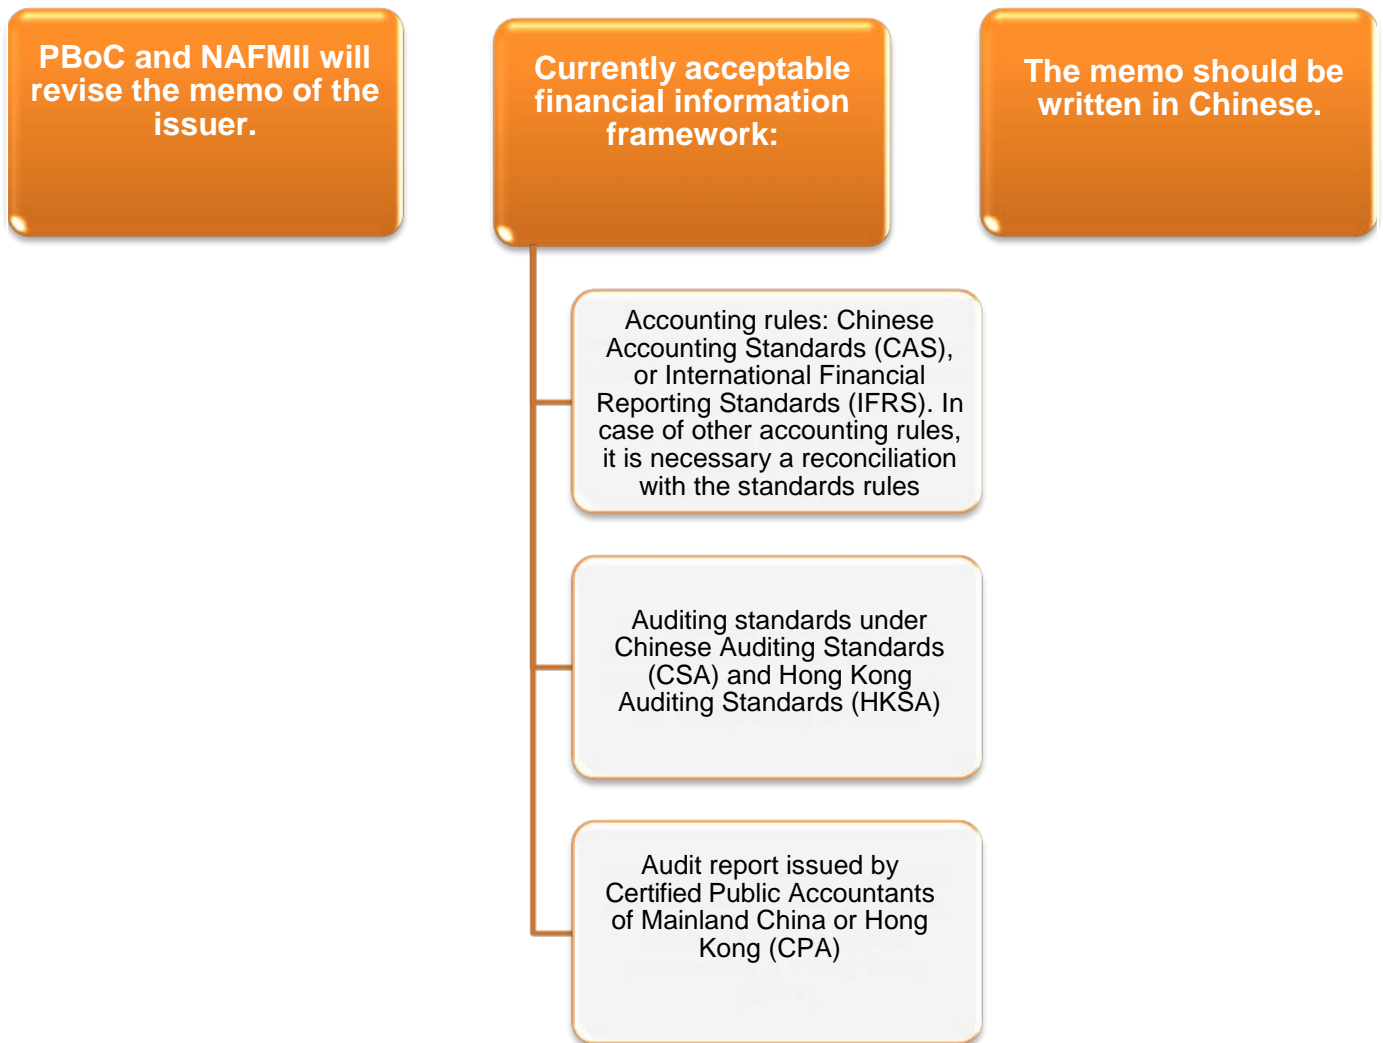 PBoC and NAFMII will
revise the memo of the
issuer.
Currently acceptable
financial information
framework:
The memo should be
written in Chinese.
Accounting rules: Chinese
Accounting Standards (CAS),
or International Financial
Reporting Standards (IFRS). In
case of other accounting rules,
it is necessary a reconciliation
with the standards rules
Auditing standards under
Chinese Auditing Standards
(CSA) and Hong Kong
Auditing Standards (HKSA)
Audit report issued by
Certified Public Accountants
of Mainland China or Hong
Kong (CPA)